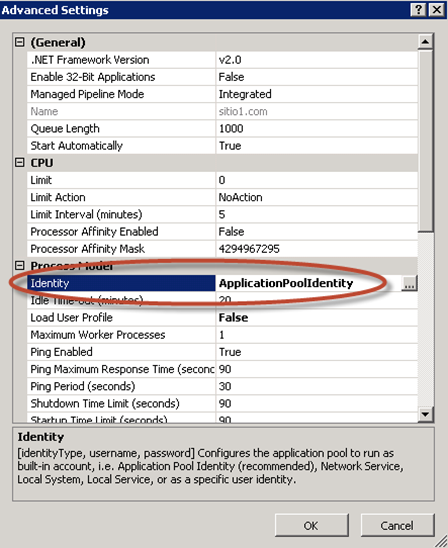 Advanced Settings
(General)
.NET Framework Version v2.0
Enable 32-Bit Applications False
Managed Pipeline Mode Integrated
Name sitio1.com
Queue Length 1000
Start Automatically True
CPU
Limit 0
Limit Action NoAction
Limit Interval (minutes) 5
Processor Affinity Enabled False
Processor Affinity Mask 4294967295
Process Model
Identity ApplicationPoolIdentity ...
Idle Time-out (minutes) 20
Load User Profile False
Maximum Worker Processes 1
Ping Enabled True
Ping Maximum Response Time (secon 90
Ping Period (seconds) 30
Shutdown Time Limit (seconds) 90
Startup Time Limit (seconds) 90
Identity
[identityType, username, password] Configures the application pool to run as
built-in account, i.e. Application Pool Identity (recommended), Network Service,
Local System, Local Service, or as a specific user identity.
OK Cancel